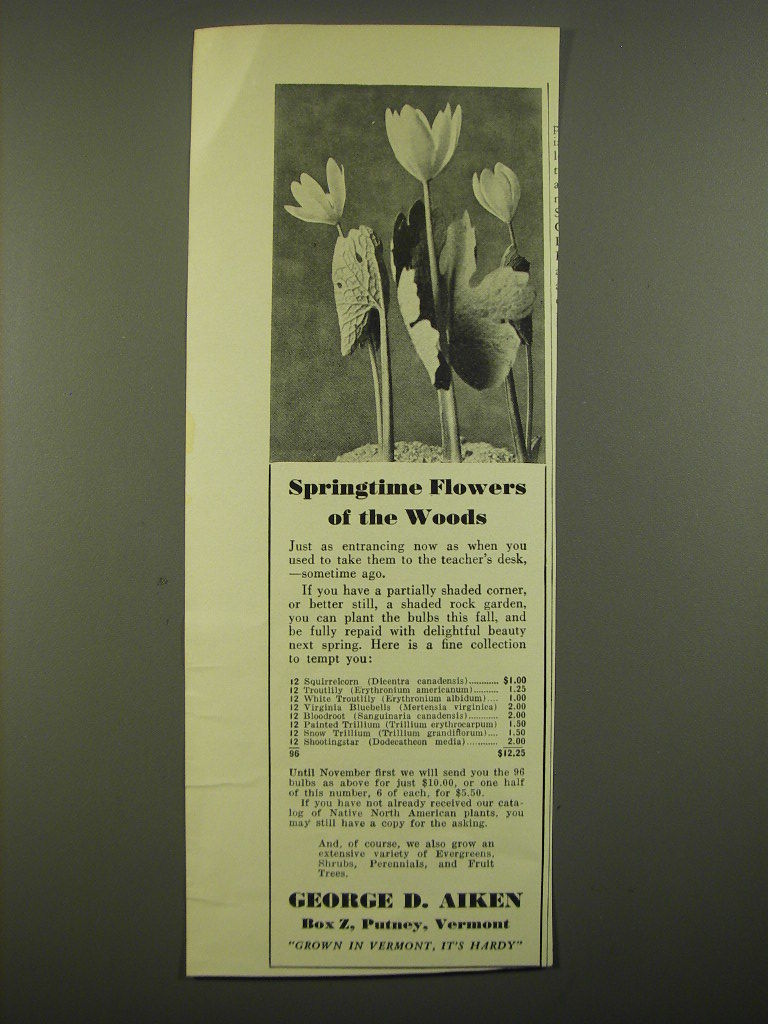 Springtime Flowers
of the Woods
Just as entrancing now as when you
used to take them to the teacher's desk,
—sometime ago.
If you have a partially shaded corner,
or better still, a shaded rock garden,
you can plant the bulbs this fall, and
be fully repaid with delightful beauty
next spring. Here is a fine collection
to tempt you:
12 Squirrelcorn (Dicentra canadensis)............ $1.00
12 Troutlily (Erythronium americanum).......... 1.25
12 White Troutlily (Erythronium albidum).... 1.00
12 Virginia Bluebells (Mertensia virginica) 2.00
12 Bloodroot (Sanguinaria canadensis)............ 2.00
12 Painted Trillium (Trillium erythrocarpum) 1.50
12 Snow Trillium (Trillium grandiflorum).... 1.50
12 Shootingstar (Dodecatheon media)............ 2.00
96 $12.25
Until November first we will send you the 96
bulbs as above for just $10.00, or one half
of this number, 6 of each, for $5.50.
If you have not already received our cata-
log of Native North American plants, you
may still have a copy for the asking.
And, of course, we also grow an
extensive variety of Evergreens,
Shrubs, Perennials, and Fruit
Trees.
GEORGE D. AIKEN
Box Z, Putney, Vermont
"GROWN IN VERMONT, IT'S HARDY"